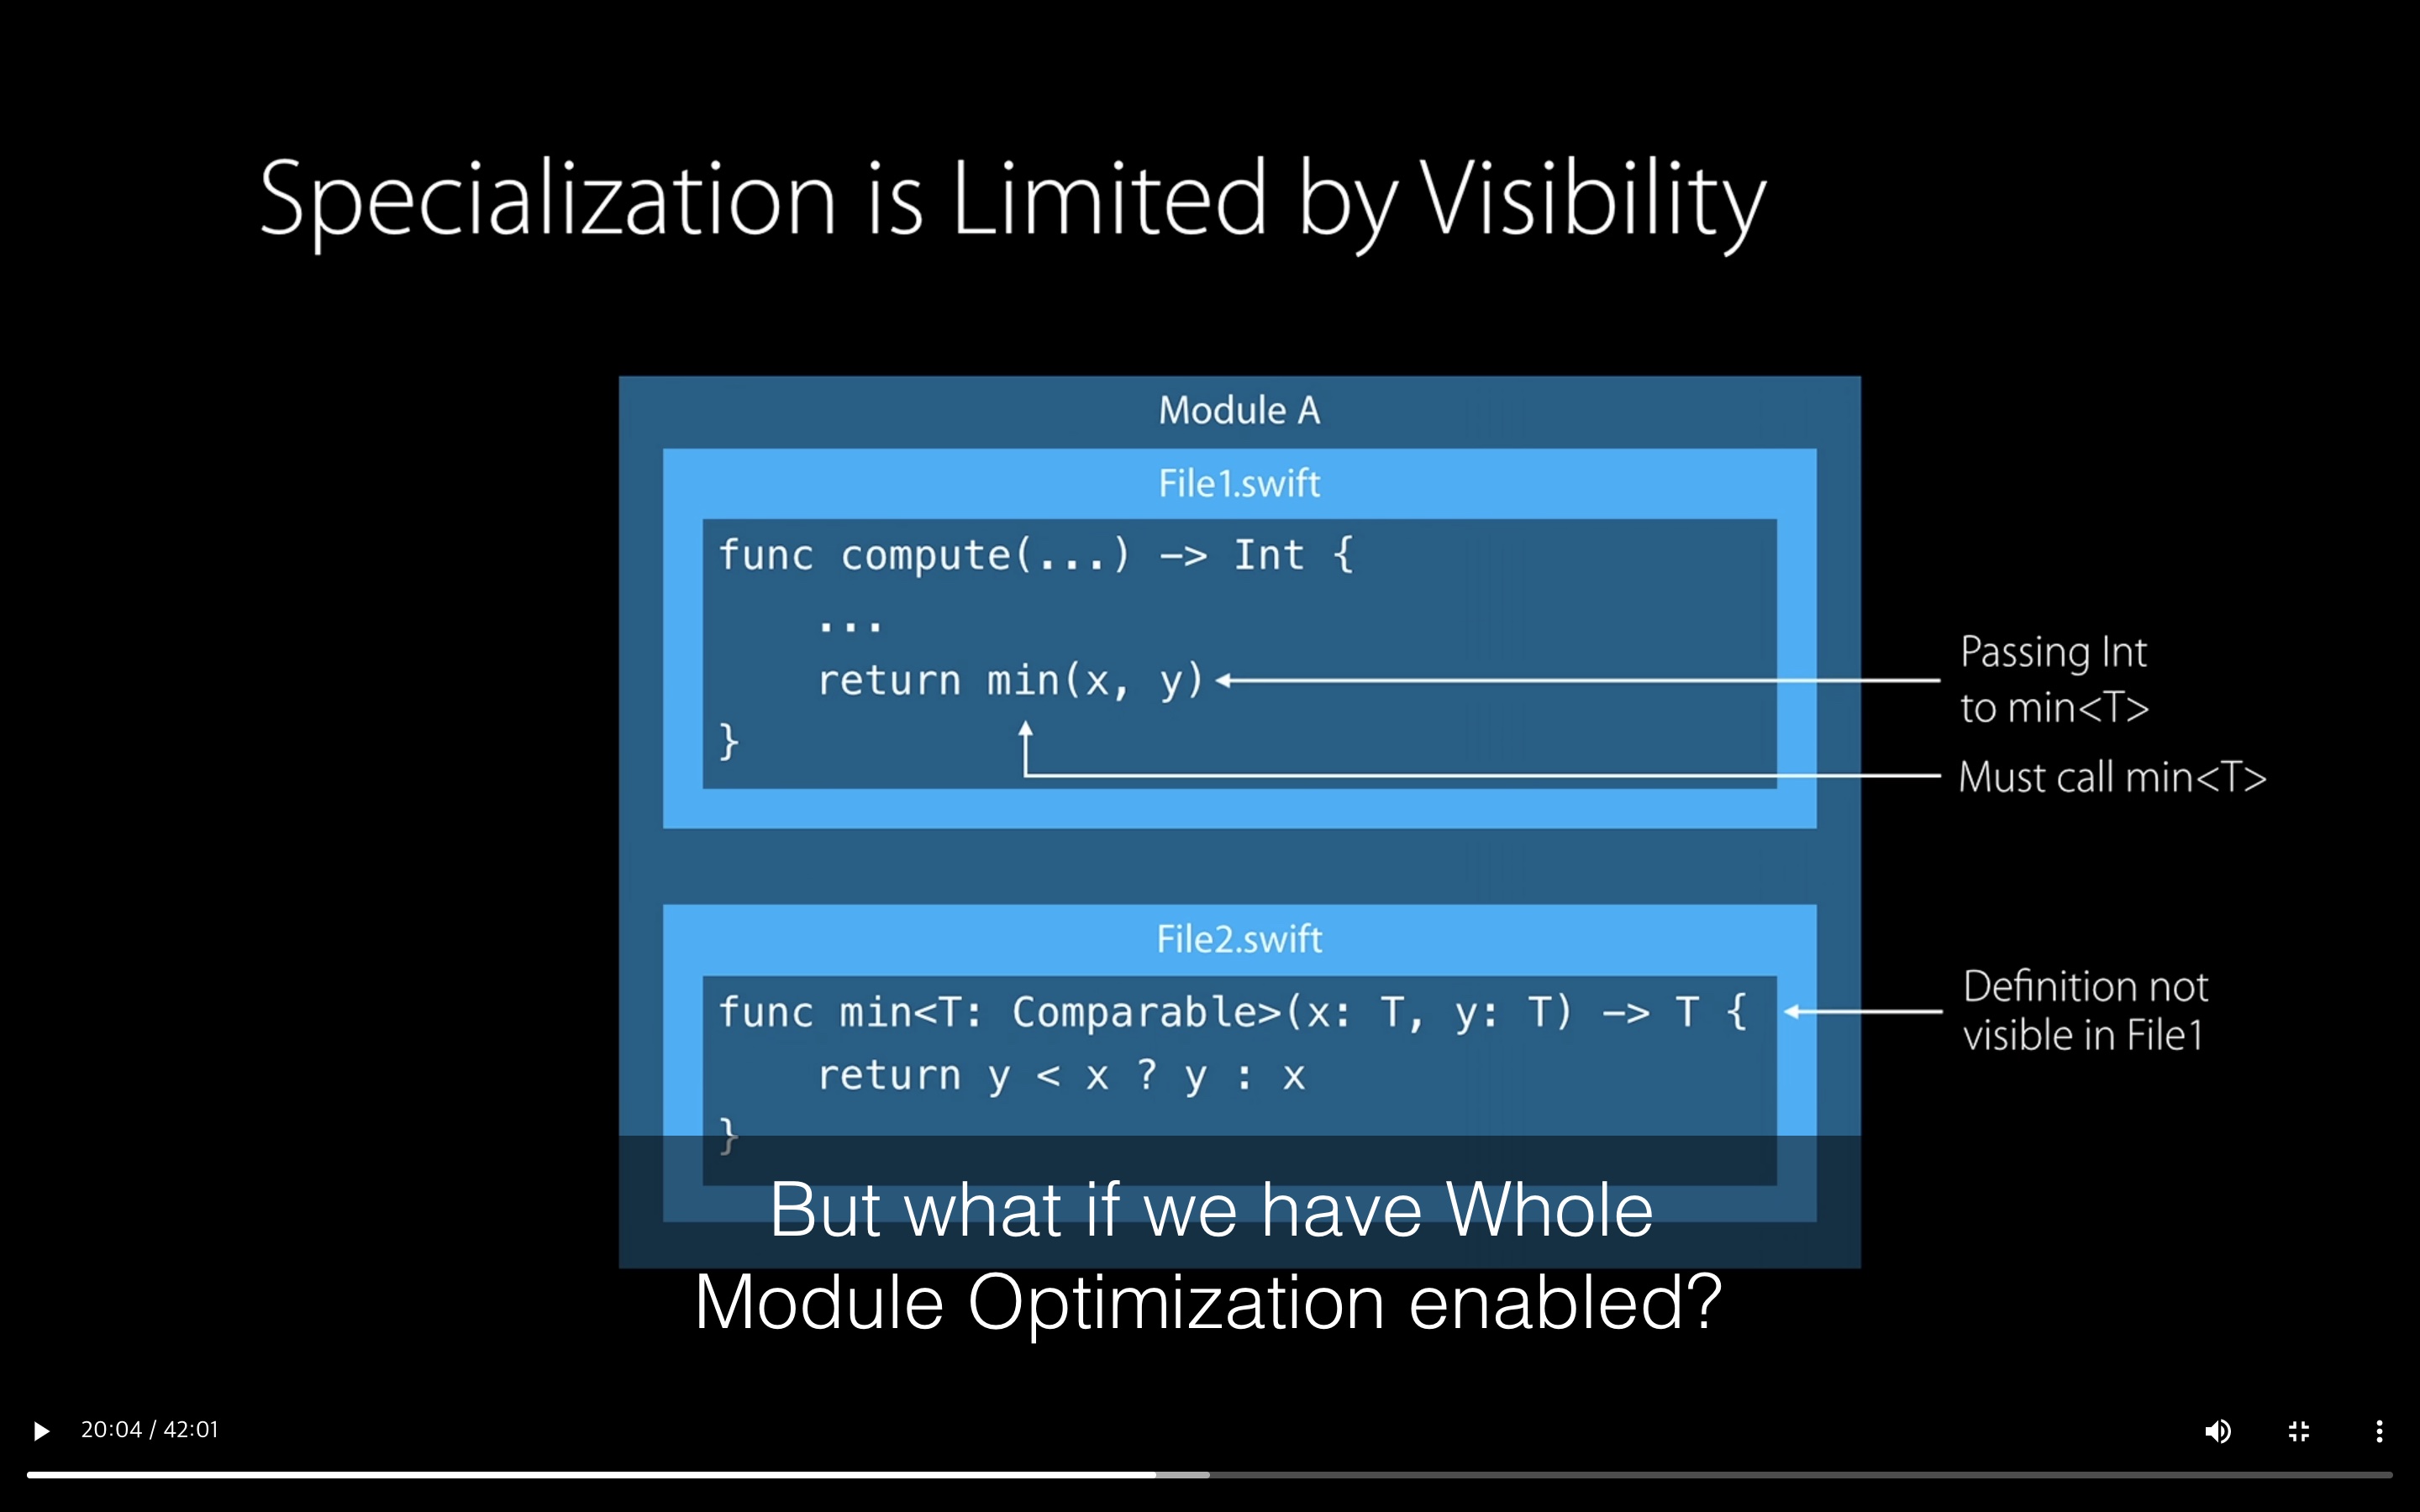 Specialization is Limited by Visibility
Module A
File1.swift
func compute(...) -> Int {
...
return min(x, y)
}
Passing Int
to min<T>
Must call min<T>
File2.swift
func min<T: Comparable>(x: T, y: T) -> T {
return y < x ? y : x
}
Definition not
visible in File1
But what if we have Whole
Module Optimization enabled?
20:04 / 42:01